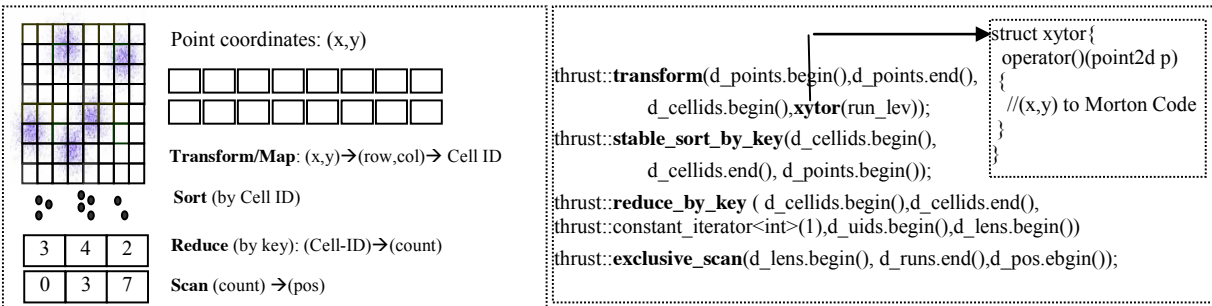 Point coordinates: (x,y)
Transform/Map: (x,y)→(row,col)→ Cell ID
Sort (by Cell ID)
3 4 2
Reduce (by key): (Cell-ID)→(count)
0 3 7
Scan (count) →(pos)
thrust::transform(d_points.begin(),d_points.end(),
d_cellids.begin(),xytor(run_lev));
thrust::stable_sort_by_key(d_cellids.begin(),
d_cellids.end(), d_points.begin());
thrust::reduce_by_key ( d_cellids.begin(),d_cellids.end(),
thrust::constant_iterator<int>(1),d_uids.begin(),d_lens.begin())
thrust::exclusive_scan(d_lens.begin(), d_runs.end(),d_pos.ebgin());
struct xytor{
operator()(point2d p)
{
//(x,y) to Morton Code
}
}